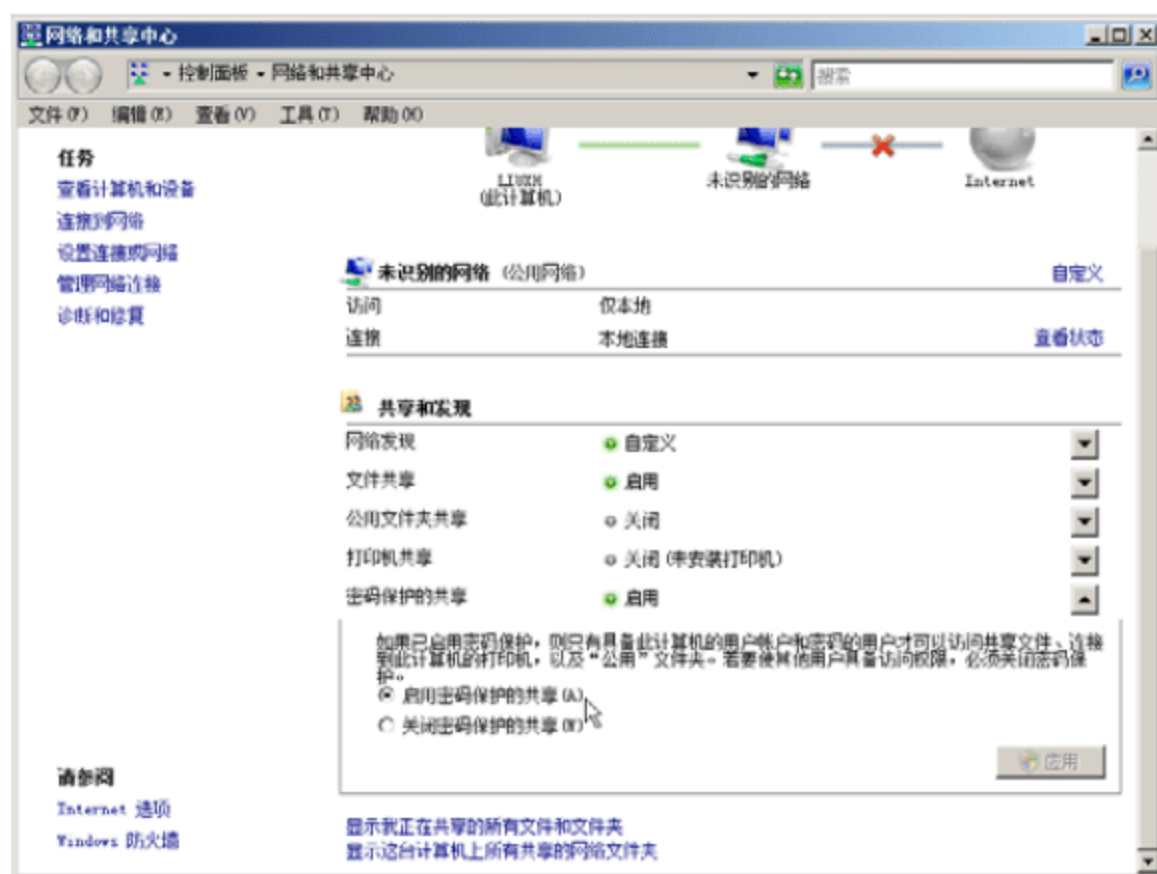 网络和共享中心
控制面板 网络和共享中心
搜索
文件(F) 编辑(E) 查看(V) 工具(T) 帮助(H)
任务
查看计算机和设备
连接到网络
设置连接或网络
管理网络连接
诊断和修复
LIUXM
(此计算机)
未识别的网络
Internet
未识别的网络 (公用网络)
自定义
访问 仅本地
连接 本地连接 查看状态
共享和发现
网络发现 自定义
文件共享 启用
公用文件夹共享 关闭
打印机共享 关闭 (未安装打印机)
密码保护的共享 启用
如果已启用密码保护，则只有具备此计算机的用户帐户和密码的用户才可以访问共享文件、连接
到此计算机的打印机，以及“公用”文件夹。若要使其他用户具备访问权限，必须关闭密码保
护。
启用密码保护的共享(A)
关闭密码保护的共享(W)
应用
请参阅
Internet 选项
Windows 防火墙
显示我正在共享的所有文件和文件夹
显示这台计算机上所有共享的网络文件夹